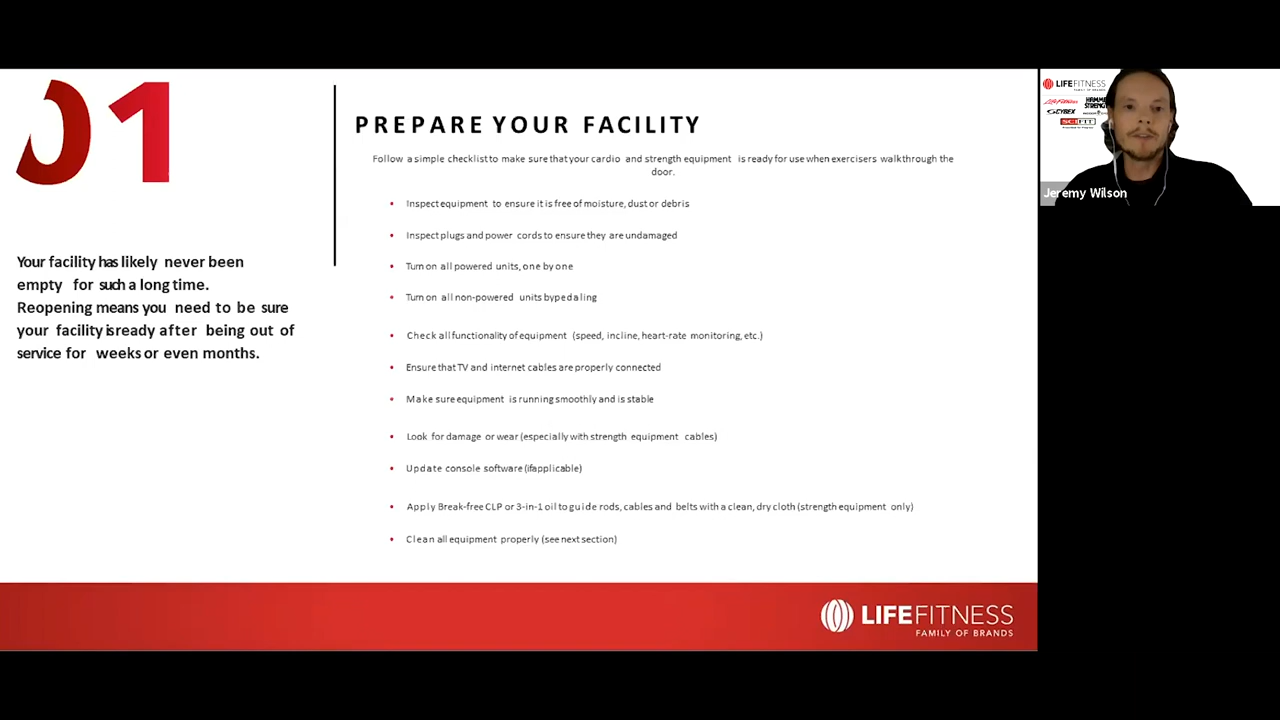 01
PREPARE YOUR FACILITY
Follow a simple checklist to make sure that your cardio and strength equipment is ready for use when exercisers walk through the
door.
• Inspect equipment to ensure it is free of moisture, dust or debris
• Inspect plugs and power cords to ensure they are undamaged
• Turn on all powered units, one by one
• Turn on all non-powered units by pedaling
• Check all functionality of equipment (speed, incline, heart-rate monitoring, etc.)
• Ensure that TV and internet cables are properly connected
• Make sure equipment is running smoothly and is stable
• Look for damage or wear (especially with strength equipment cables)
• Update console software (if applicable)
• Apply Break-free CLP or 3-in-1 oil to guide rods, cables and belts with a clean, dry cloth (strength equipment only)
• Clean all equipment properly (see next section)
Your facility has likely never been
empty for such a long time.
Reopening means you need to be sure
your facility is ready after being out of
service for weeks or even months.
LIFEFITNESS
FAMILY OF BRANDS
LIFEFITNESS
FAMILY OF BRANDS
LifeFitness
HAMME
STRENG
CYBEX
SCIFIT
Jeremy Wilson